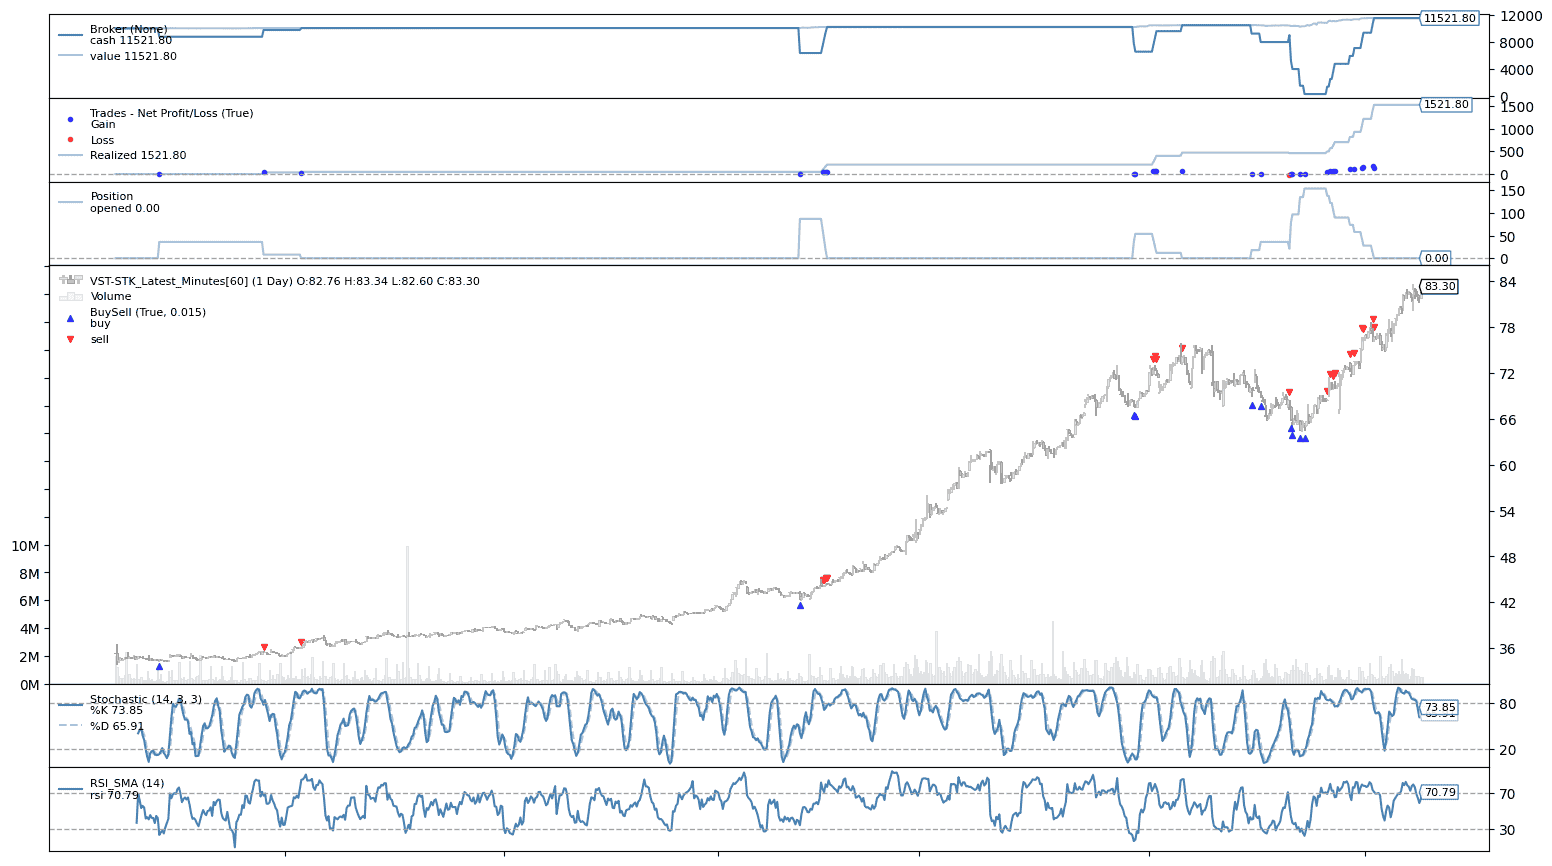 Broker (None)
cash 11521.80
value 11521.80
11521.80
12000
8000
4000
0
Trades - Net Profit/Loss (True)
Gain
Loss
Realized 1521.80
1521.80
1500
1000
500
0
Position
opened 0.00
150
100
50
0
0.00
VST-STK_Latest_Minutes[60] (1 Day) O:82.76 H:83.34 L:82.60 C:83.30
Volume
BuySell (True, 0.015)
buy
sell
83.30
84
78
72
66
60
54
48
42
36
10M
8M
6M
4M
2M
0M
Stochastic (14, 3, 3)
%K 73.85
%D 65.91
80
73.85
65.91
20
RSI_SMA (14)
rsi 70.79
70
70.79
30